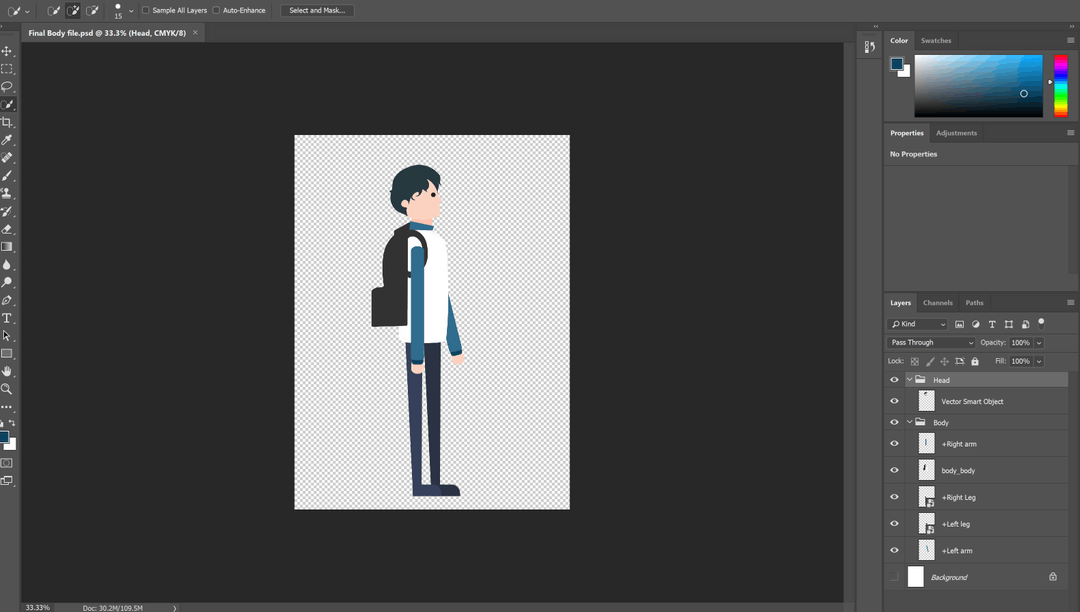 15
Sample All Layers
Auto-Enhance
Select and Mask...
Final Body file.psd @ 33.3% (Head, CMYK/8) ×
Color
Swatches
Properties
Adjustments
No Properties
Layers
Channels
Paths
Kind
Pass Through
Opacity: 100%
Lock:
Fill: 100%
Head
Vector Smart Object
Body
+Right arm
body_body
+Right Leg
+Left leg
+Left arm
Background
33.33%
Doc: 30.2M/109.5M